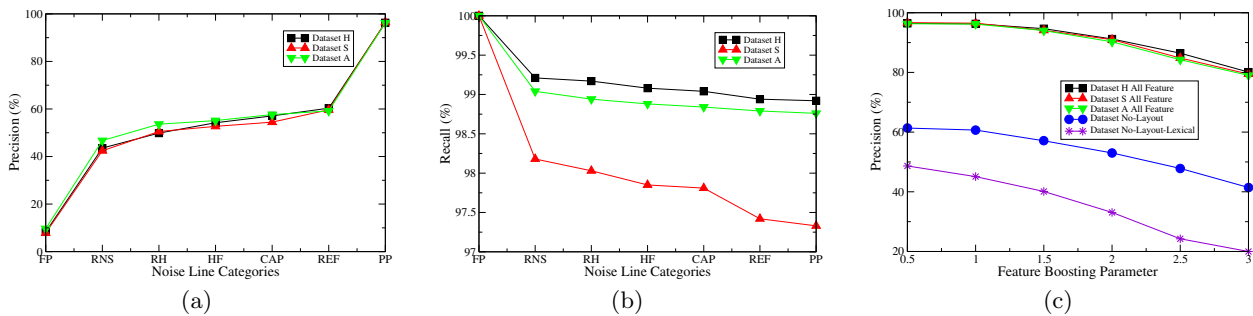 100
80
60
40
20
0
Precision (%)
Dataset H
Dataset S
Dataset A
FP RNS RH HF CAP REF PP
Noise Line Categories
(a)
100
99.5
99
98.5
98
97.5
97
Recall (%)
Dataset H
Dataset S
Dataset A
FP RNS RH HF CAP REF PP
Noise Line Categories
(b)
100
80
60
40
20
Precision (%)
Dataset H All Feature
Dataset S All Feature
Dataset A All Feature
Dataset No-Layout
Dataset No-Layout-Lexical
0.5 1 1.5 2 2.5 3
Feature Boosting Parameter
(c)